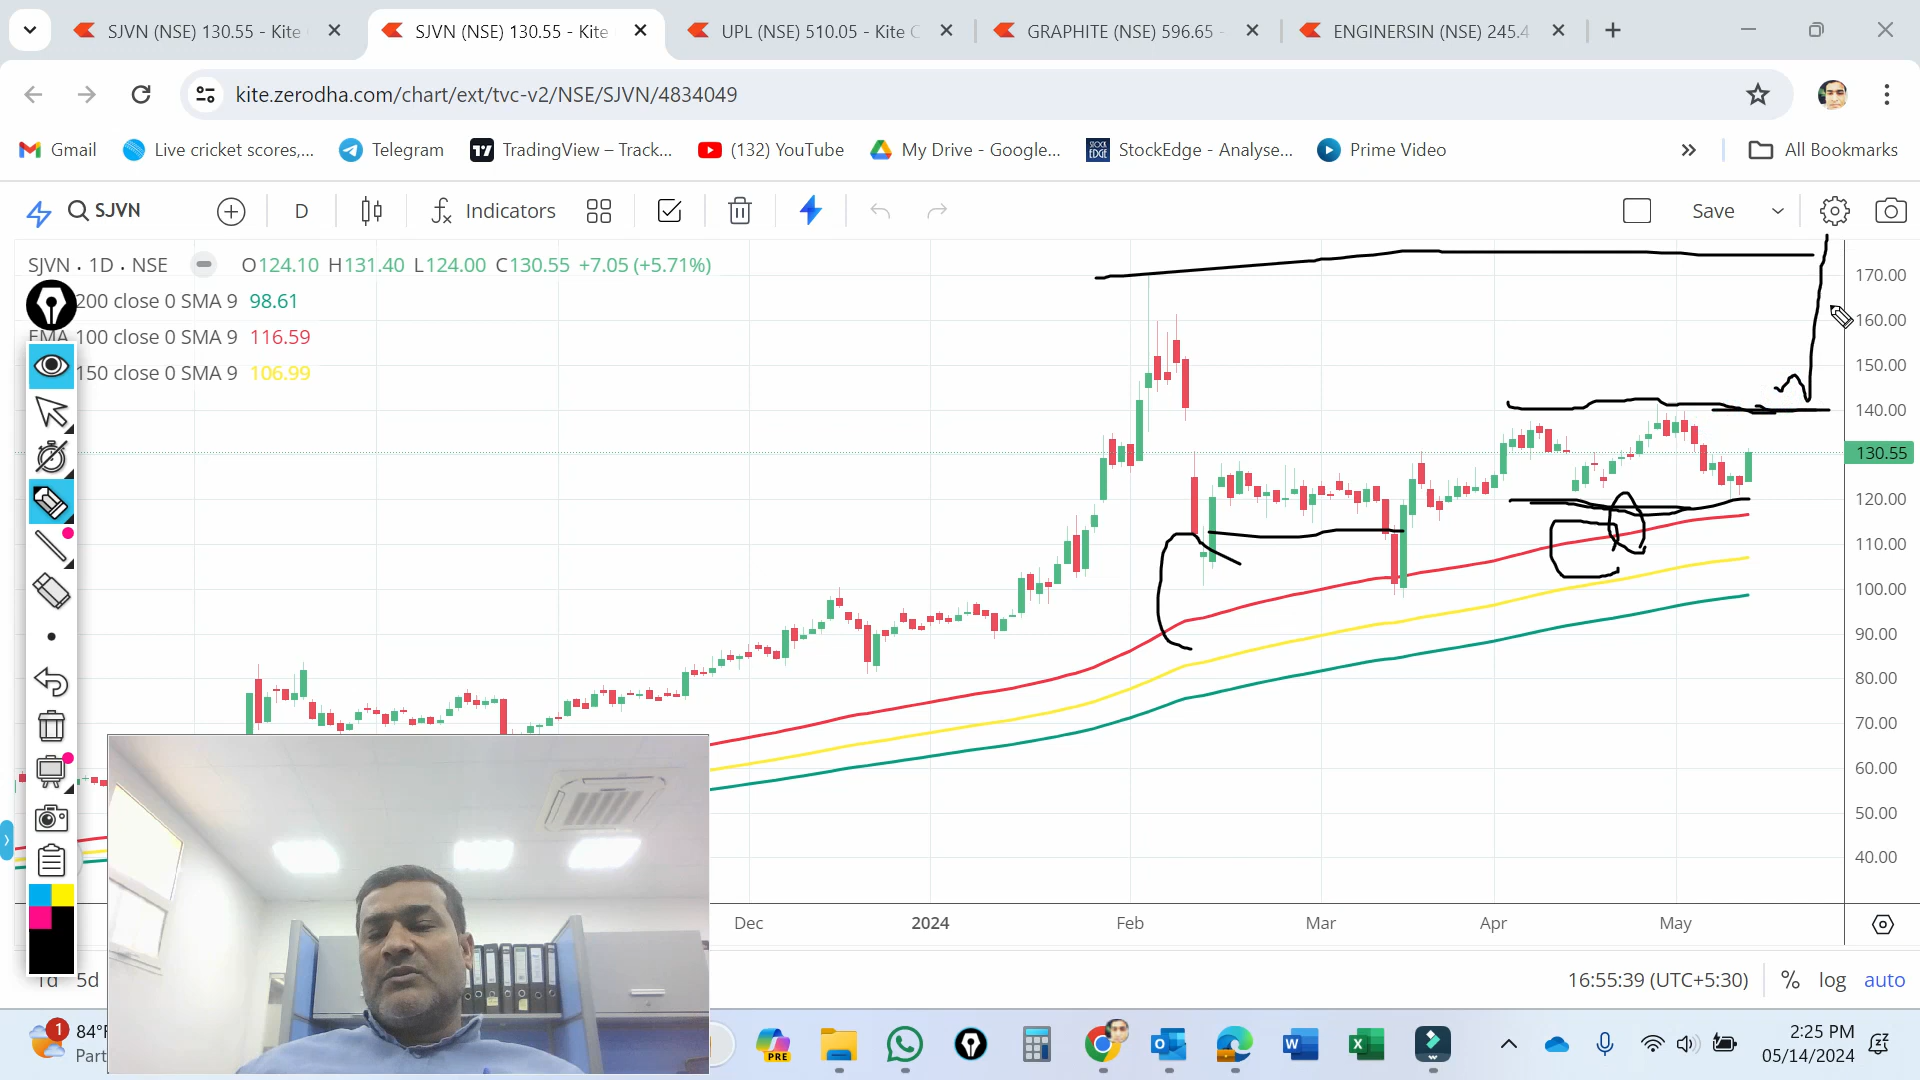 SJVN (NSE) 130.55 - Kite
SJVN (NSE) 130.55 - Kite
UPL (NSE) 510.05 - Kite C
GRAPHITE (NSE) 596.65 -
ENGINERSIN (NSE) 245.4
kite.zerodha.com/chart/ext/tvc-v2/NSE/SJVN/4834049
Gmail
Live cricket scores,...
Telegram
TradingView – Track...
(132) YouTube
My Drive - Google...
STOCK EDGE
StockEdge - Analyse...
Prime Video
All Bookmarks
SJVN
D
Indicators
Save
SJVN · 1D · NSE
O124.10 H131.40 L124.00 C130.55 +7.05 (+5.71%)
200 close 0 SMA 9 98.61
EMA 100 close 0 SMA 9 116.59
150 close 0 SMA 9 106.99
170.00
160.00
150.00
140.00
130.55
120.00
110.00
100.00
90.00
80.00
70.00
60.00
50.00
40.00
Dec
2024
Feb
Mar
Apr
May
1d
5d
16:55:39 (UTC+5:30)
%
log
auto
1
84°F
Part
PRE
2:25 PM
05/14/2024